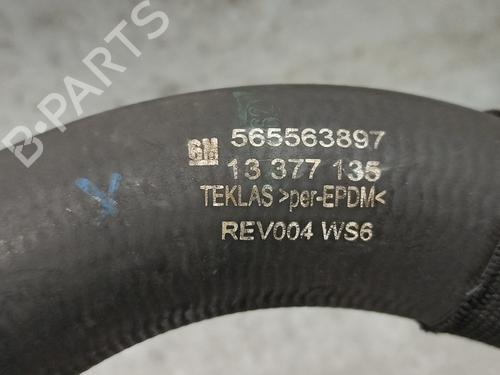 B-PARTS
GM 565563897
13 377 135
TEKLAS >per-EPDM<
REV004 WS6